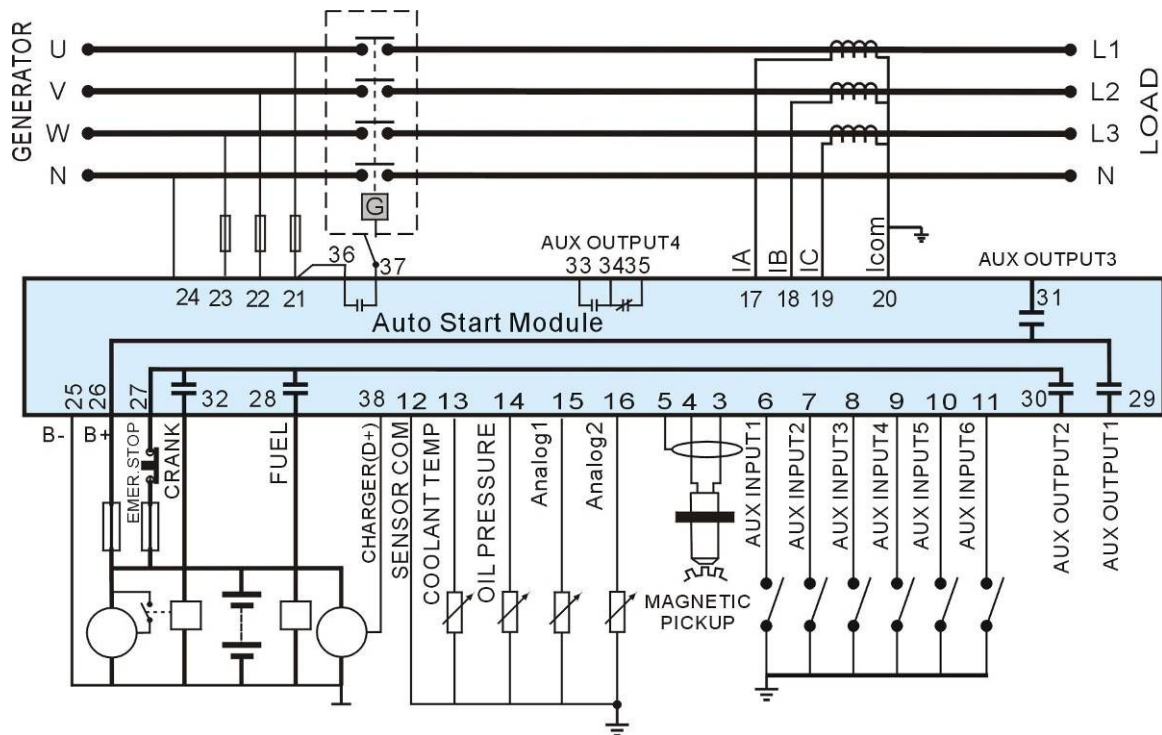 GENERATOR
U
V
W
N
L1
L2
L3
N
LOAD
G
36
37
AUX OUTPUT4
33 34 35
IA
IB
IC
Icom
AUX OUTPUT3
24 23 22 21
17 18 19 20
31
Auto Start Module
25 26 27 32 28 38 12 13 14 15 16 5 4 3 6 7 8 9 10 11 30 29
B-
B+
EMER.STOP
CRANK
FUEL
CHARGER(D+)
SENSOR COM
COOLANT TEMP
OIL PRESSURE
Analog1
Analog2
MAGNETIC
PICKUP
AUX INPUT1
AUX INPUT2
AUX INPUT3
AUX INPUT4
AUX INPUT5
AUX INPUT6
AUX OUTPUT2
AUX OUTPUT1